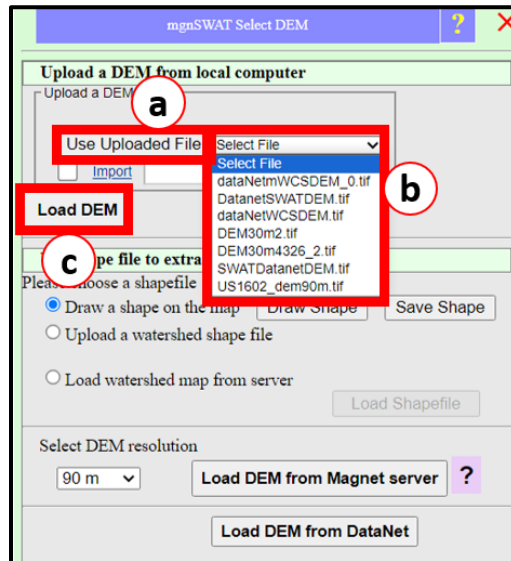 mgnSWAT Select DEM ? X
Upload a DEM from local computer
Upload a DEM
a
Use Uploaded File Select File
Import
Select File
dataNetmWCSDEM_0.tif
DatanetSWATDEM.tif
dataNetWCSDEM.tif
DEM30m2.tif
DEM30m4326_2.tif
SWATDatanetDEM.tif
US1602_dem90m.tif
b
Load DEM
c
pe file to extra
Please choose a shapefile
Draw a shape on the map Draw Shape Save Shape
Upload a watershed shape file
Load watershed map from server
Load Shapefile
Select DEM resolution
90 m Load DEM from Magnet server ?
Load DEM from DataNet